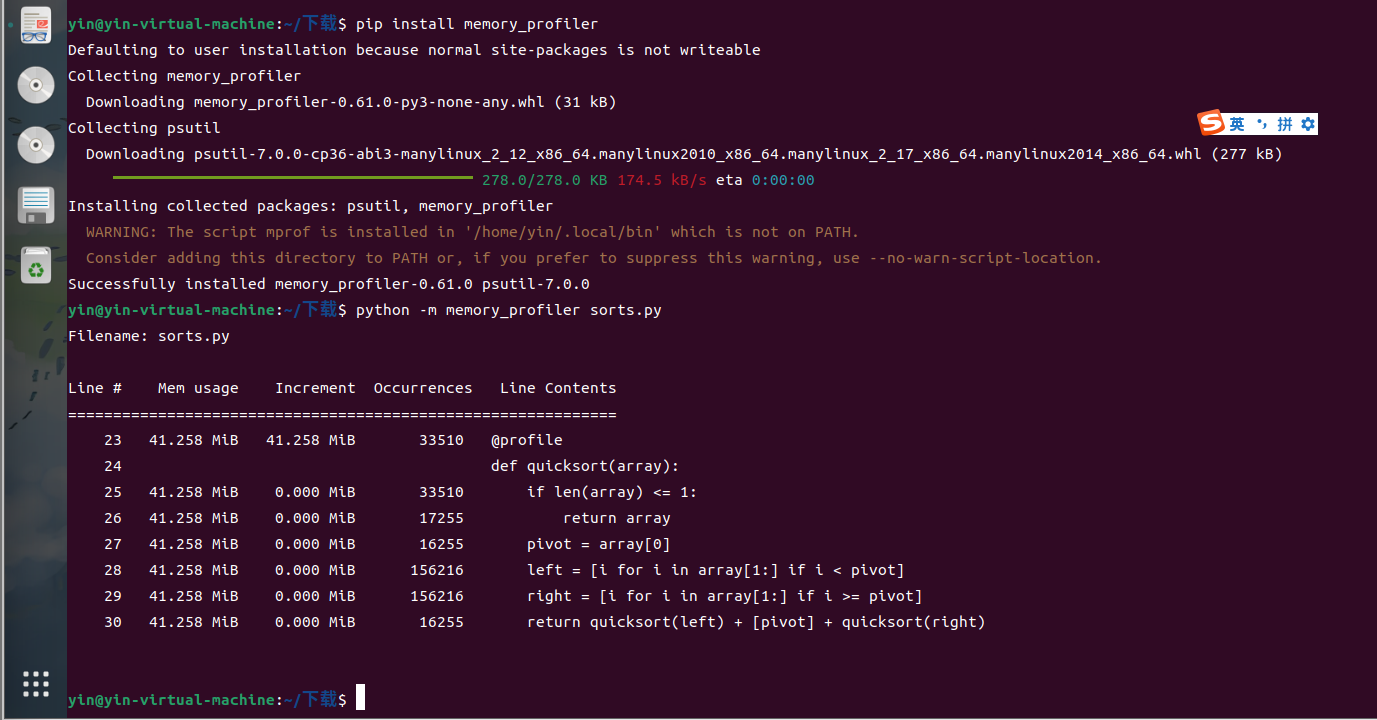 yin@yin-virtual-machine:~/下载$ pip install memory_profiler
Defaulting to user installation because normal site-packages is not writeable
Collecting memory_profiler
  Downloading memory_profiler-0.61.0-py3-none-any.whl (31 kB)
Collecting psutil
  Downloading psutil-7.0.0-cp36-abi3-manylinux_2_12_x86_64.manylinux2010_x86_64.manylinux_2_17_x86_64.manylinux2014_x86_64.whl (277 kB)
     278.0/278.0 KB 174.5 kB/s eta 0:00:00
Installing collected packages: psutil, memory_profiler
  WARNING: The script mprof is installed in '/home/yin/.local/bin' which is not on PATH.
  Consider adding this directory to PATH or, if you prefer to suppress this warning, use --no-warn-script-location.
Successfully installed memory_profiler-0.61.0 psutil-7.0.0
yin@yin-virtual-machine:~/下载$ python -m memory_profiler sorts.py
Filename: sorts.py
Line #    Mem usage    Increment  Occurrences   Line Contents
=============================================================
    23   41.258 MiB   41.258 MiB       33510   @profile
    24                                         def quicksort(array):
    25   41.258 MiB    0.000 MiB       33510       if len(array) <= 1:
    26   41.258 MiB    0.000 MiB       17255           return array
    27   41.258 MiB    0.000 MiB       16255       pivot = array[0]
    28   41.258 MiB    0.000 MiB      156216       left = [i for i in array[1:] if i < pivot]
    29   41.258 MiB    0.000 MiB      156216       right = [i for i in array[1:] if i >= pivot]
    30   41.258 MiB    0.000 MiB       16255       return quicksort(left) + [pivot] + quicksort(right)
yin@yin-virtual-machine:~/下载$
S 英 •, 拼